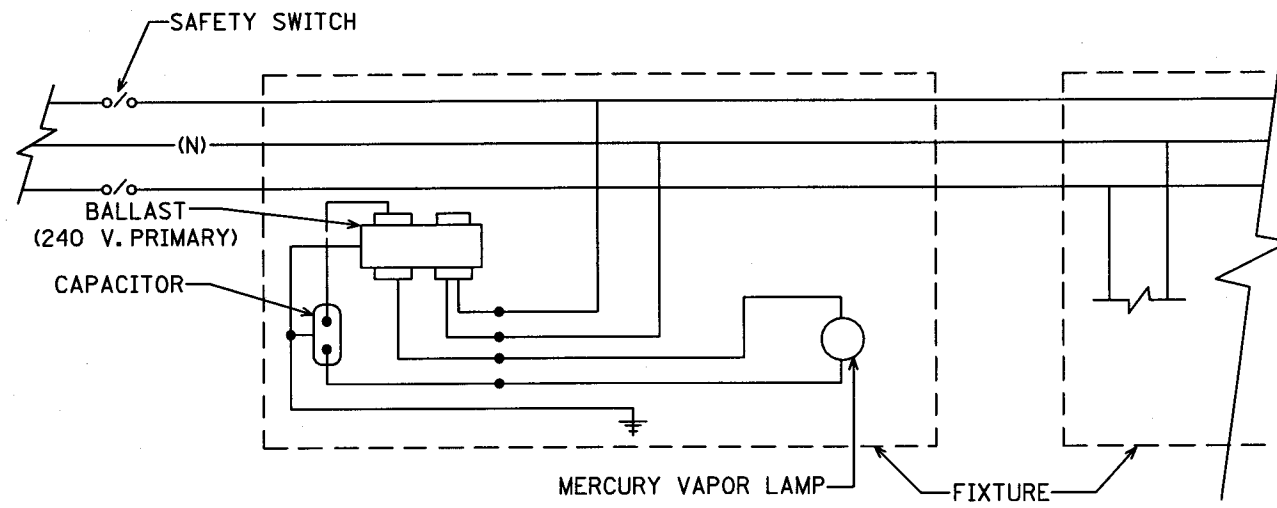 SAFETY SWITCH
(N)
BALLAST
(240 V. PRIMARY)
CAPACITOR
MERCURY VAPOR LAMP
FIXTURE